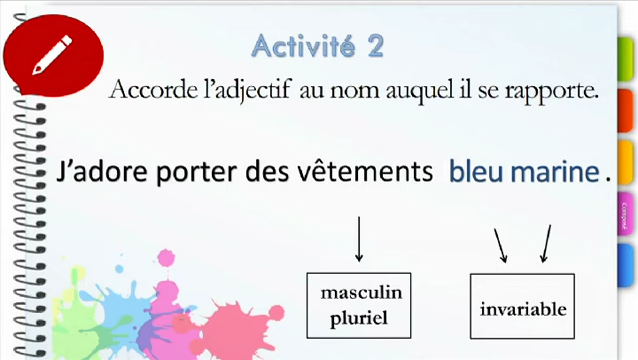 Activité 2
Accorde l'adjectif au nom auquel il se rapporte.
J'adore porter des vêtements bleu marine.
masculin
pluriel
invariable